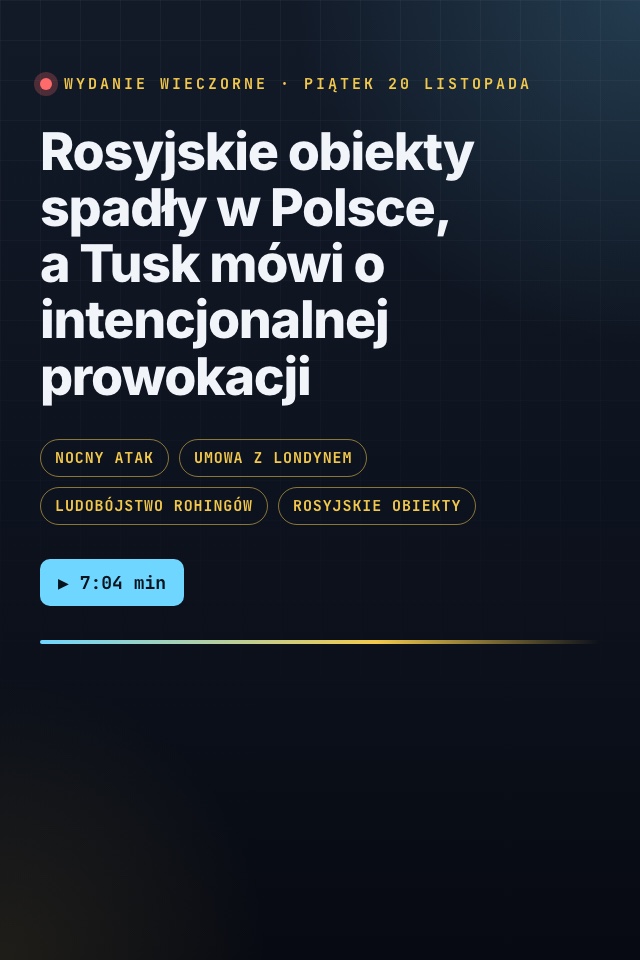 WYDANIE WIECZORNE · PIĄTEK 20 LISTOPADA
Rosyjskie obiekty
spadły w Polsce,
a Tusk mówi o
intencjonalnej
prowokacji
NOCNY ATAK
UMOWA Z LONDYNEM
LUDOBÓJSTWO ROHINGÓW
ROSYJSKIE OBIEKTY
▶ 7:04 min